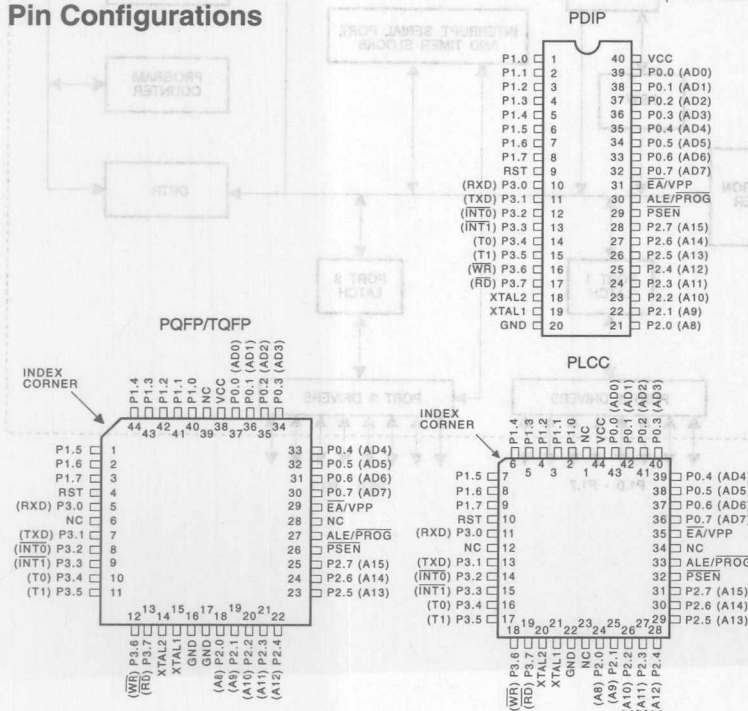 Pin Configurations
PDIP
P1.0 1 40 VCC
P1.1 2 39 P0.0 (AD0)
P1.2 3 38 P0.1 (AD1)
P1.3 4 37 P0.2 (AD2)
P1.4 5 36 P0.3 (AD3)
P1.5 6 35 P0.4 (AD4)
P1.6 7 34 P0.5 (AD5)
P1.7 8 33 P0.6 (AD6)
RST 9 32 P0.7 (AD7)
(RXD) P3.0 10 31 E̅A̅/VPP
(TXD) P3.1 11 30 ALE/P̅R̅O̅G̅
(I̅N̅T̅0̅) P3.2 12 29 P̅S̅E̅N̅
(I̅N̅T̅1̅) P3.3 13 28 P2.7 (A15)
(T0) P3.4 14 27 P2.6 (A14)
(T1) P3.5 15 26 P2.5 (A13)
(W̅R̅) P3.6 16 25 P2.4 (A12)
(R̅D̅) P3.7 17 24 P2.3 (A11)
XTAL2 18 23 P2.2 (A10)
XTAL1 19 22 P2.1 (A9)
GND 20 21 P2.0 (A8)
PQFP/TQFP
INDEX
CORNER
P1.4 P1.3 P1.2 P1.1 P1.0 NC VCC P0.0 (AD0) P0.1 (AD1) P0.2 (AD2) P0.3 (AD3)
44 43 42 41 40 39 38 37 36 35 34
P1.5 1 33 P0.4 (AD4)
P1.6 2 32 P0.5 (AD5)
P1.7 3 31 P0.6 (AD6)
RST 4 30 P0.7 (AD7)
(RXD) P3.0 5 29 E̅A̅/VPP
NC 6 28 NC
(TXD) P3.1 7 27 ALE/P̅R̅O̅G̅
(I̅N̅T̅0̅) P3.2 8 26 P̅S̅E̅N̅
(I̅N̅T̅1̅) P3.3 9 25 P2.7 (A15)
(T0) P3.4 10 24 P2.6 (A14)
(T1) P3.5 11 23 P2.5 (A13)
12 13 14 15 16 17 18 19 20 21 22
(W̅R̅) P3.6 (R̅D̅) P3.7 XTAL2 XTAL1 GND GND (A8) P2.0 (A9) P2.1 (A10) P2.2 (A11) P2.3 (A12) P2.4
PLCC
INDEX
CORNER
P1.4 P1.3 P1.2 P1.1 P1.0 NC VCC P0.0 (AD0) P0.1 (AD1) P0.2 (AD2) P0.3 (AD3)
6 5 4 3 2 1 44 43 42 41 40
P1.5 7 39 P0.4 (AD4)
P1.6 8 38 P0.5 (AD5)
P1.7 9 37 P0.6 (AD6)
RST 10 36 P0.7 (AD7)
(RXD) P3.0 11 35 E̅A̅/VPP
NC 12 34 NC
(TXD) P3.1 13 33 ALE/P̅R̅O̅G̅
(I̅N̅T̅0̅) P3.2 14 32 P̅S̅E̅N̅
(I̅N̅T̅1̅) P3.3 15 31 P2.7 (A15)
(T0) P3.4 16 30 P2.6 (A14)
(T1) P3.5 17 29 P2.5 (A13)
18 19 20 21 22 23 24 25 26 27 28
(W̅R̅) P3.6 (R̅D̅) P3.7 XTAL2 XTAL1 GND NC (A8) P2.0 (A9) P2.1 (A10) P2.2 (A11) P2.3 (A12) P2.4
INTERRUPT SERIAL PORT
AND TIMER BLOCKS
PROGRAM
COUNTER
DPTR
PORT 3
LATCH
PORT 3 DRIVERS